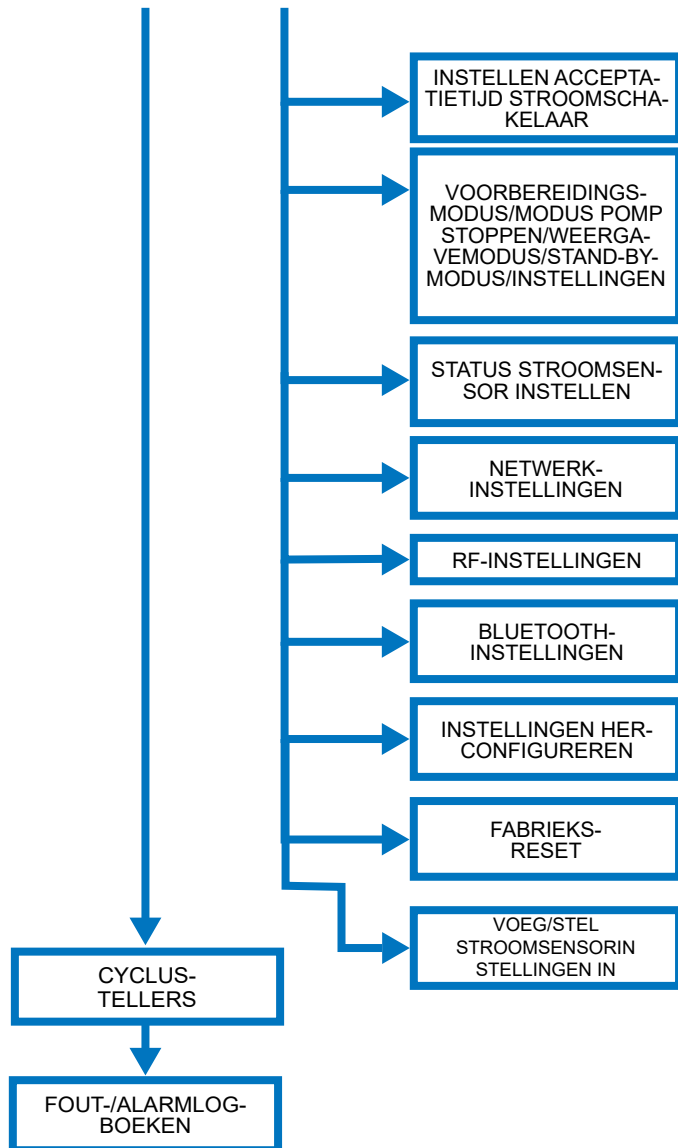 INSTELLEN ACCEPTA-
TIETIJD STROOMSCHA-
KELAAR
VOORBEREIDINGS-
MODUS/MODUS POMP
STOPPEN/WEERGA-
VEMODUS/STAND-BY-
MODUS/INSTELLINGEN
STATUS STROOMSEN-
SOR INSTELLEN
NETWERK-
INSTELLINGEN
RF-INSTELLINGEN
BLUETOOTH-
INSTELLINGEN
INSTELLINGEN HER-
CONFIGUREREN
FABRIEKS-
RESET
VOEG/STEL
STROOMSENSORIN
STELLINGEN IN
CYCLUS-
TELLERS
FOUT-/ALARMLOG-
BOEKEN